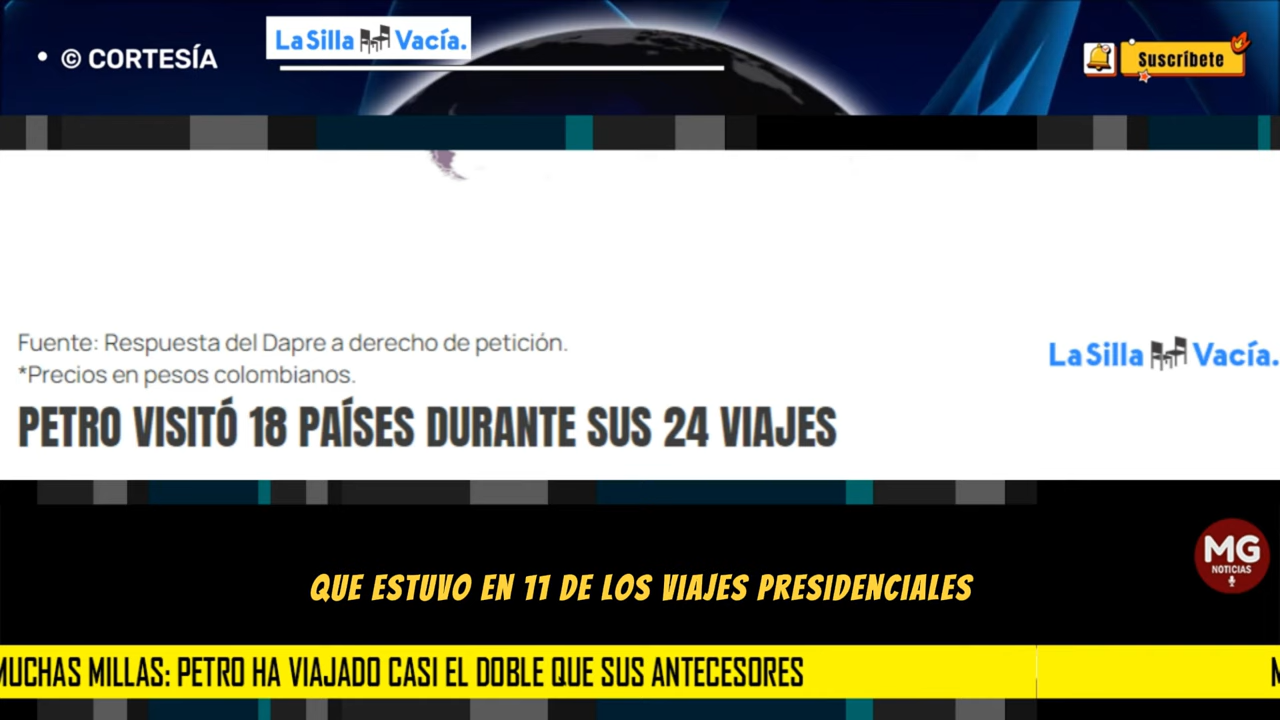 • © CORTESÍA
La Silla Vacía.
Suscríbete
Fuente: Respuesta del Dapre a derecho de petición.
*Precios en pesos colombianos.
La Silla Vacía.
PETRO VISITÓ 18 PAÍSES DURANTE SUS 24 VIAJES
MG
NOTICIAS
QUE ESTUVO EN 11 DE LOS VIAJES PRESIDENCIALES
MUCHAS MILLAS: PETRO HA VIAJADO CASI EL DOBLE QUE SUS ANTECESORES